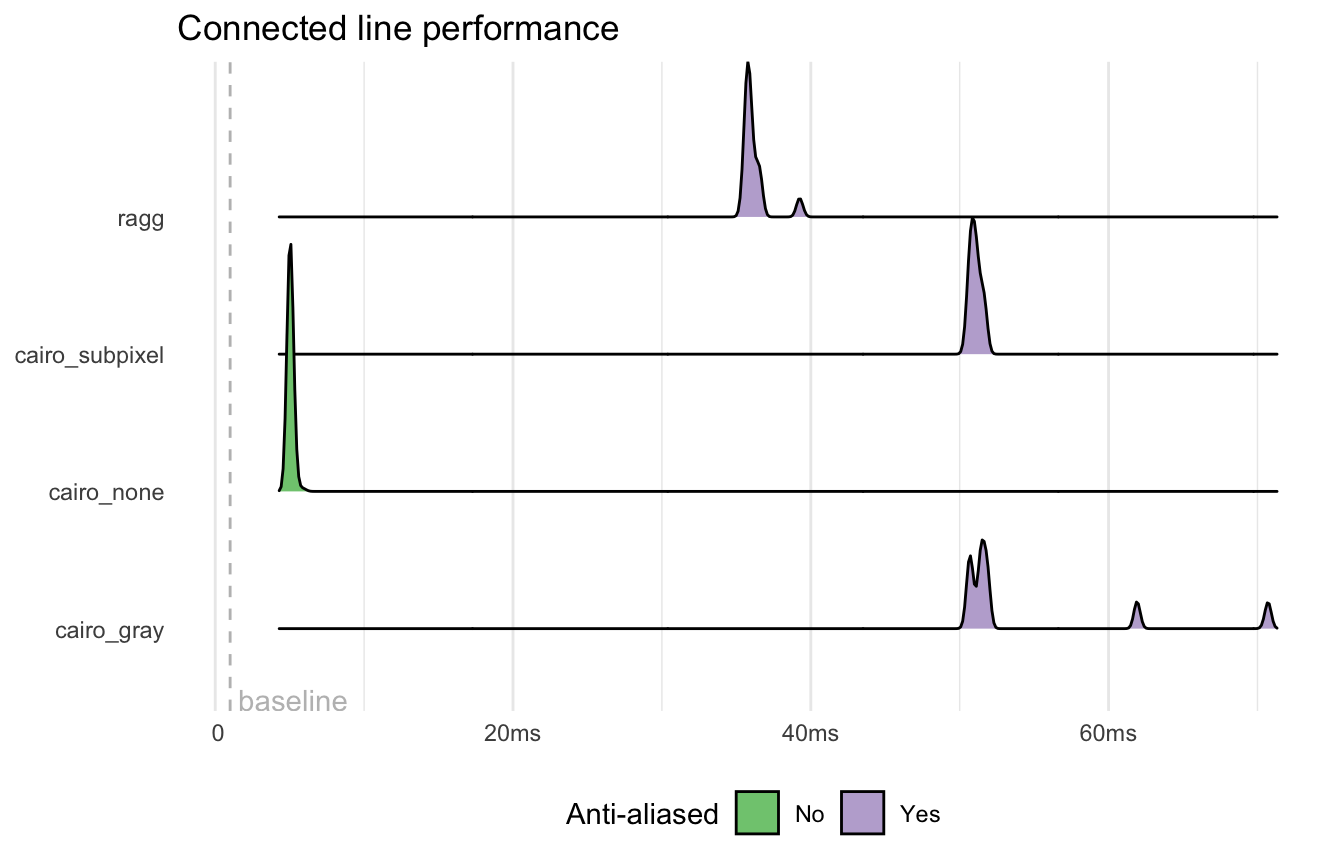 Connected line performance
ragg
cairo_subpixel
cairo_none
cairo_gray
baseline
0 20ms 40ms 60ms
Anti-aliased No Yes